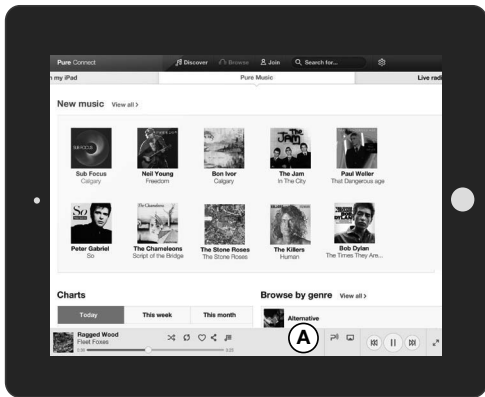 Pure Connect Discover Browse Join Search for...
n my iPad Pure Music Live radi
New music View all >
Sub Focus Neil Young Bon Ivor The Jam Paul Weller
Calgary Freedom Calgary In The City That Dangerous age
Peter Gabriel The Chameleons The Stone Roses The Killers Bob Dylan
So Script of the Bridge The Stone Roses Human The Times They Are...
Charts Browse by genre View all >
Today This week This month Alternative
Ragged Wood
Fleet Foxes
A